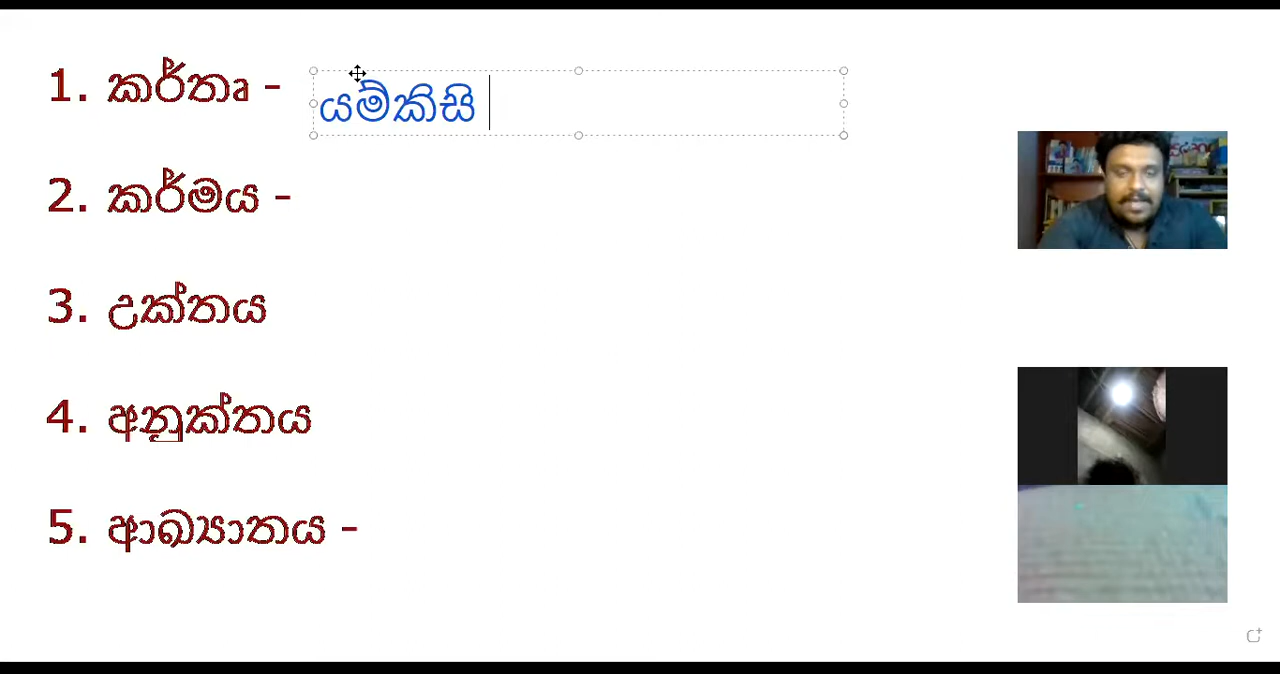 1. කර්තෘ - යම්කිසි
2. කර්මය -
3. උක්තය
4. අනුක්තය
5. ආඛ්‍යාතය -